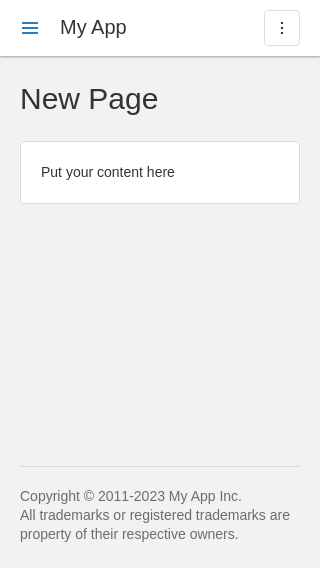 My App
New Page
Put your content here
Copyright © 2011-2023 My App Inc.
All trademarks or registered trademarks are
property of their respective owners.